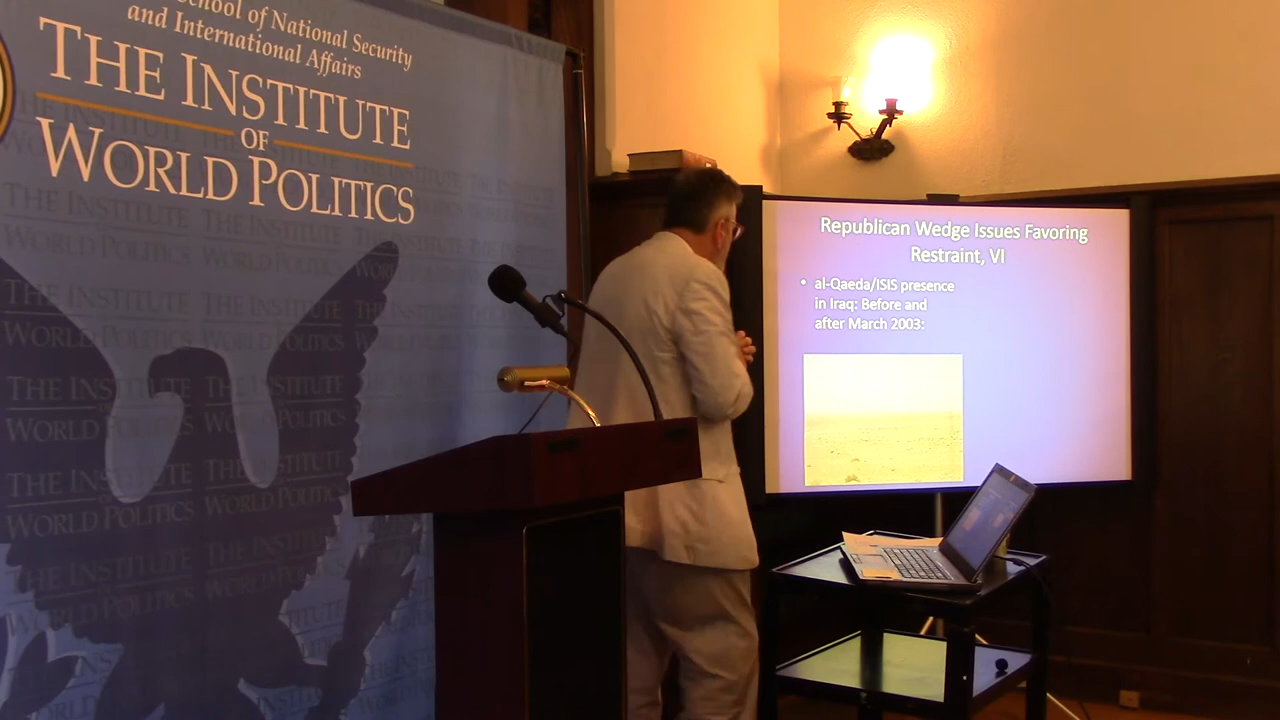 School of National Security
and International Affairs
THE INSTITUTE
OF
WORLD POLITICS
Republican Wedge Issues Favoring
Restraint, VI
• al-Qaeda/ISIS presence
in Iraq: Before and
after March 2003: